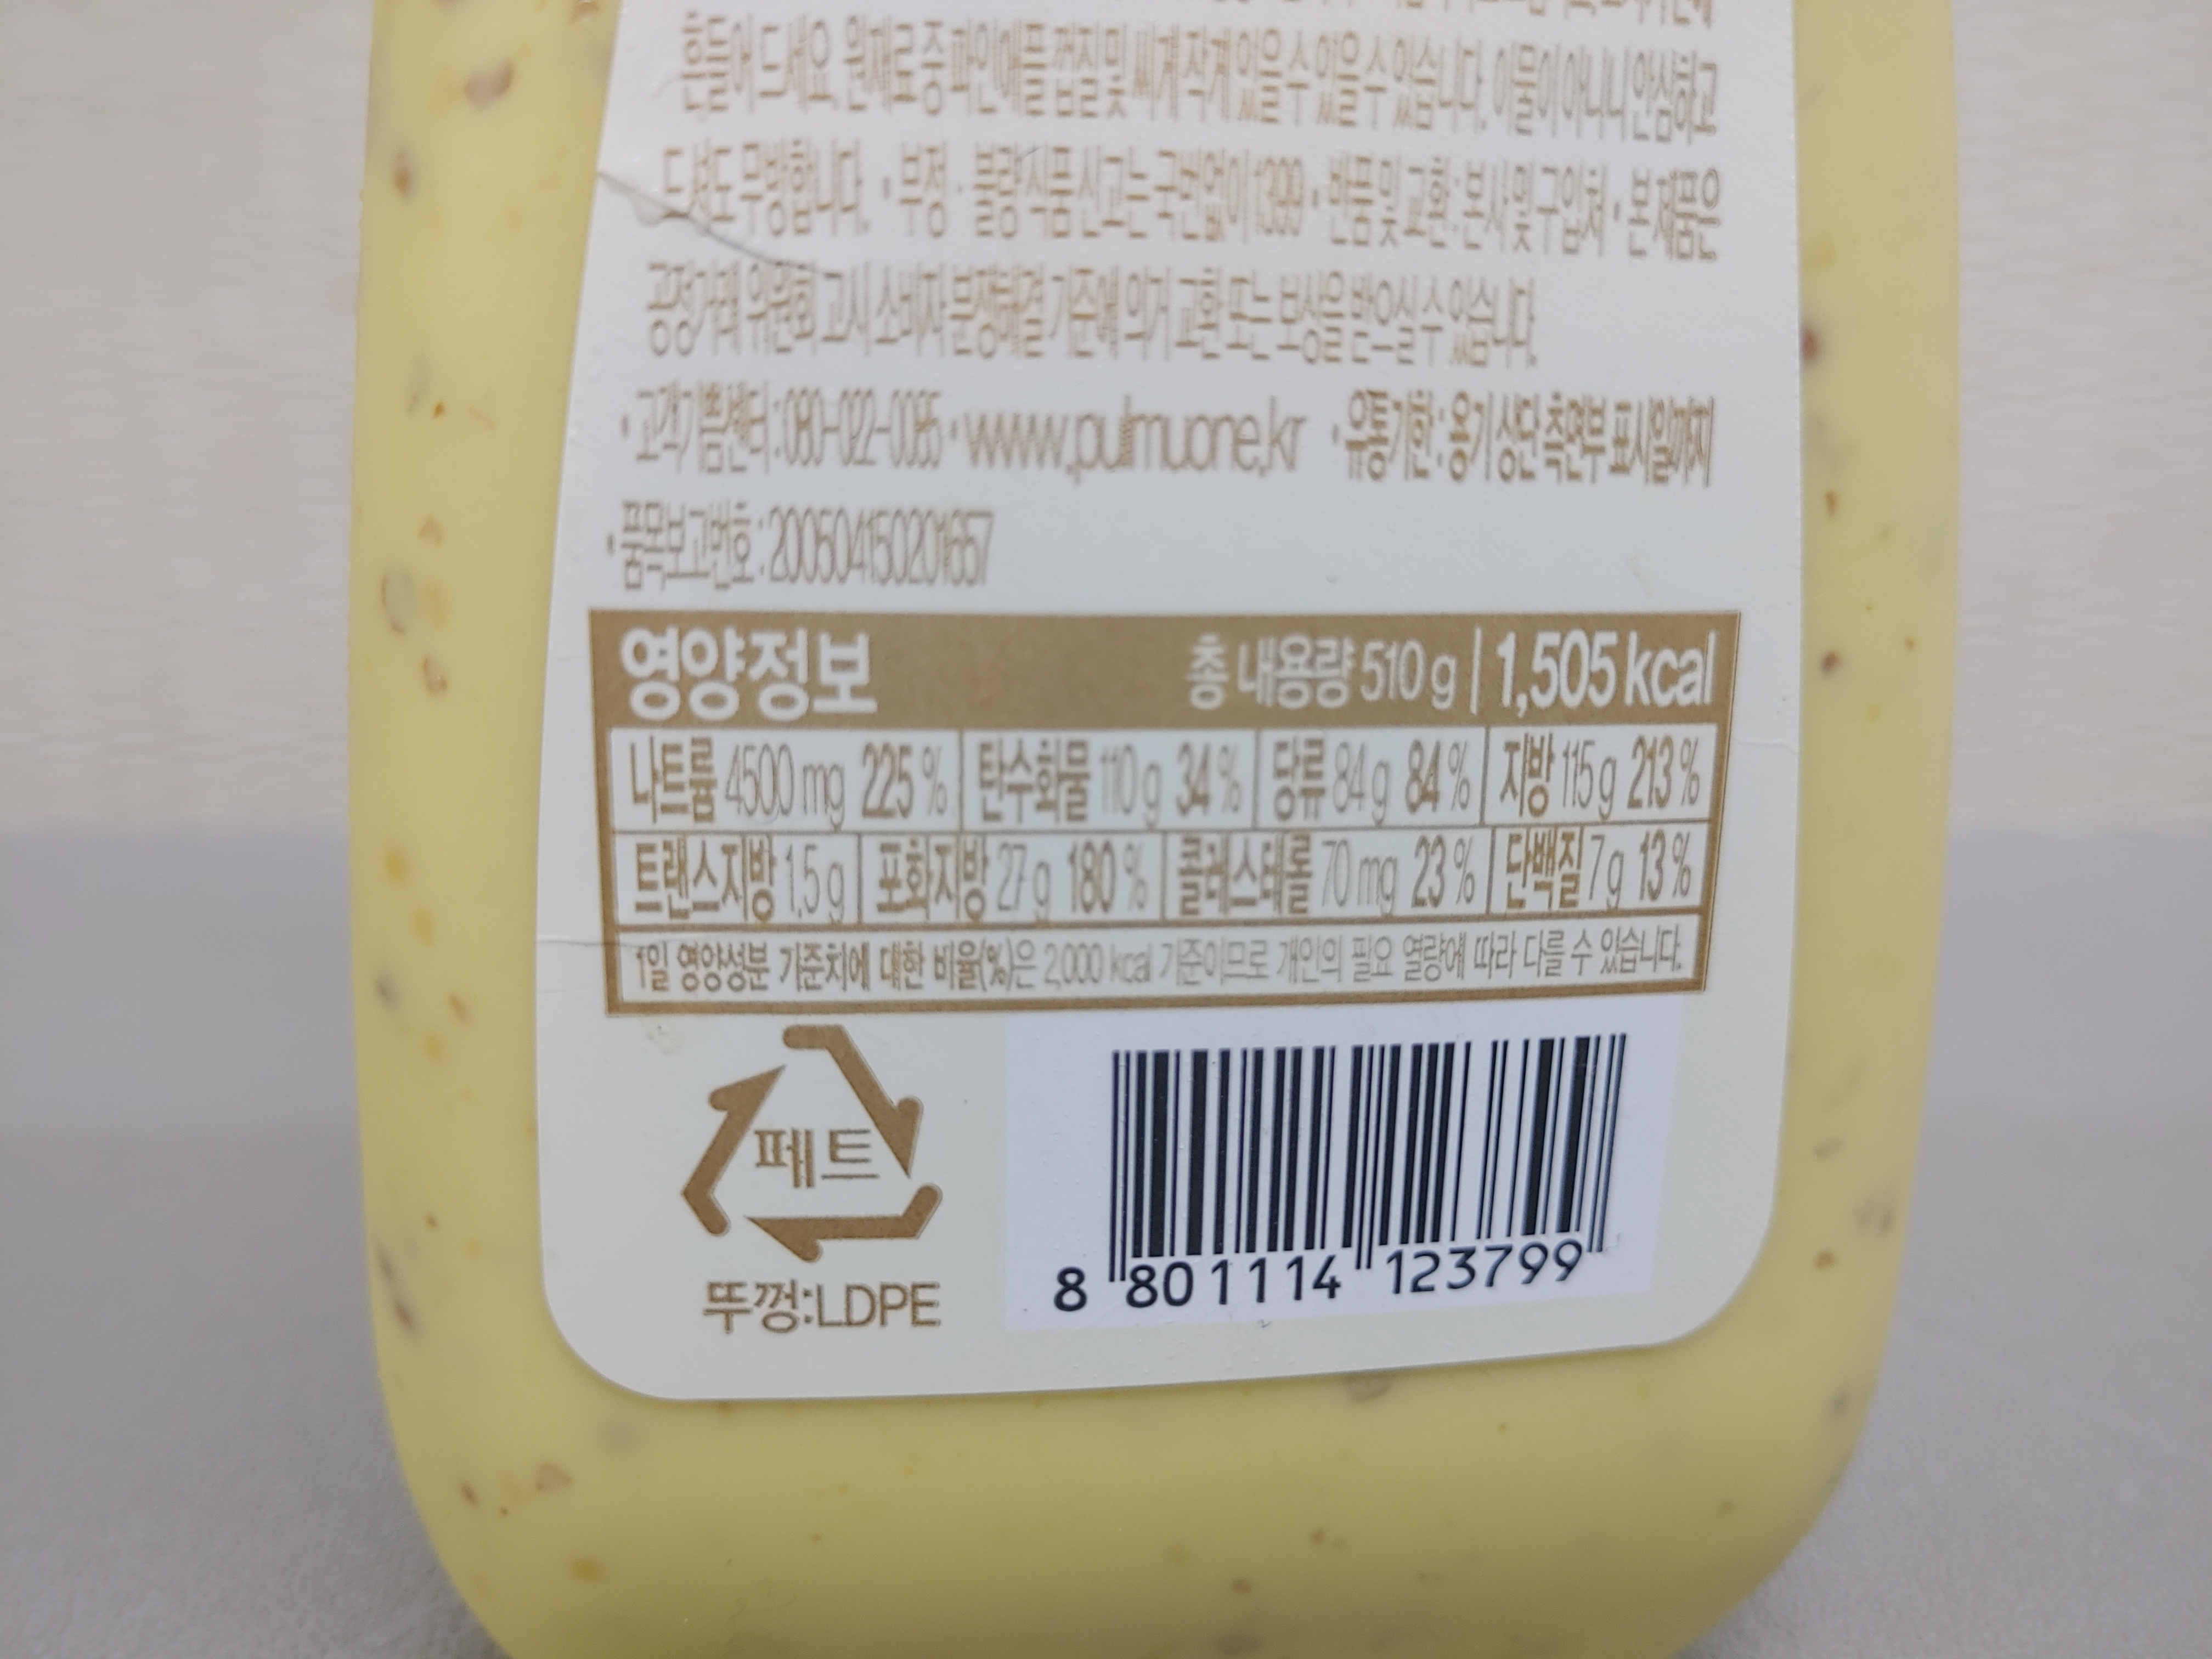 흔들어 드세요. 원재료 중 파인애플 껍질 및 씨계 작게 있을 수 있을 수 있습니다. 이물이 아니니 안심하고
드셔도 무방합니다. •부정·불량식품 신고는 국번없이 1399 •반품 및 교환:본사 및 구입처 •본 제품은
공정거래 위원회 고시 소비자 분쟁해결 기준에 의거 교환 또는 보상을 받으실 수 있습니다.
•고객기쁨센터:080-022-0085 •www.pulmuone.kr •유통기한:용기 상단 측면부 표시일까지
•품목보고번호:200504150201657
영양정보 총 내용량 510 g | 1,505 kcal
나트륨 4500 mg 225 % 탄수화물 110 g 34 % 당류 84 g 84 % 지방 115 g 213 %
트랜스지방 1.5 g 포화지방 27 g 180 % 콜레스테롤 70 mg 23 % 단백질 7 g 13 %
1일 영양성분 기준치에 대한 비율(%)은 2,000 kcal 기준이므로 개인의 필요 열량에 따라 다를 수 있습니다.
페트
뚜껑:LDPE
8 801114 123799